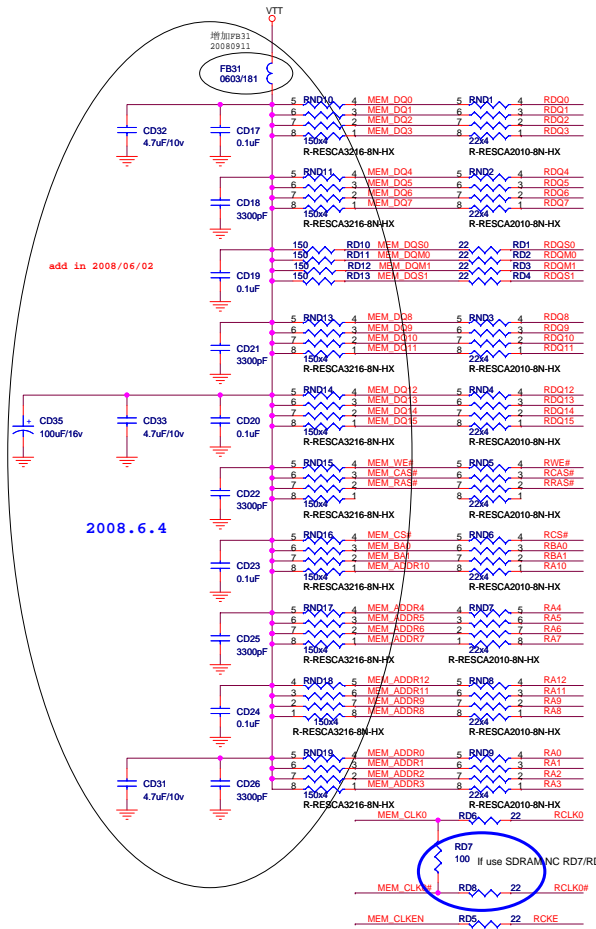 VTT
增加FB31
20080911
FB31
0603/181
CD32
4.7uF/10v
CD17
0.1uF
5 RND10 4 MEM_DQ0 5 RND1 4 RDQ0
6 3 MEM_DQ1 6 3 RDQ1
7 2 MEM_DQ2 7 2 RDQ2
8 1 MEM_DQ3 8 1 RDQ3
150x4 22x4
R-RESCA3216-8N-HX R-RESCA2010-8N-HX
CD18
3300pF
5 RND11 4 MEM_DQ4 5 RND2 4 RDQ4
6 3 MEM_DQ5 6 3 RDQ5
7 2 MEM_DQ6 7 2 RDQ6
8 1 MEM_DQ7 8 1 RDQ7
150x4 22x4
R-RESCA3216-8N-HX R-RESCA2010-8N-HX
add in 2008/06/02
CD19
0.1uF
150 RD10 MEM_DQS0 22 RD1 RDQS0
150 RD11 MEM_DQM0 22 RD2 RDQM0
150 RD12 MEM_DQM1 22 RD3 RDQM1
150 RD13 MEM_DQS1 22 RD4 RDQS1
CD21
3300pF
5 RND13 4 MEM_DQ8 5 RND3 4 RDQ8
6 3 MEM_DQ9 6 3 RDQ9
7 2 MEM_DQ10 7 2 RDQ10
8 1 MEM_DQ11 8 1 RDQ11
150x4 22x4
R-RESCA3216-8N-HX R-RESCA2010-8N-HX
CD35
100uF/16v
CD33
4.7uF/10v
CD20
0.1uF
5 RND14 4 MEM_DQ12 5 RND4 4 RDQ12
6 3 MEM_DQ13 6 3 RDQ13
7 2 MEM_DQ14 7 2 RDQ14
8 1 MEM_DQ15 8 1 RDQ15
150x4 22x4
R-RESCA3216-8N-HX R-RESCA2010-8N-HX
CD22
3300pF
5 RND15 4 MEM_WE# 5 RND5 4 RWE#
6 3 MEM_CAS# 6 3 RCAS#
7 2 MEM_RAS# 7 2 RRAS#
8 1 8 1
150x4 22x4
R-RESCA3216-8N-HX R-RESCA2010-8N-HX
2008.6.4
CD23
0.1uF
5 RND16 4 MEM_CS# 5 RND6 4 RCS#
6 3 MEM_BA0 6 3 RBA0
7 2 MEM_BA1 7 2 RBA1
8 1 MEM_ADDR10 8 1 RA10
150x4 22x4
R-RESCA3216-8N-HX R-RESCA2010-8N-HX
CD25
3300pF
5 RND17 4 MEM_ADDR4 4 RND7 5 RA4
6 3 MEM_ADDR5 3 6 RA5
7 2 MEM_ADDR6 2 7 RA6
8 1 MEM_ADDR7 1 8 RA7
150x4 22x4
R-RESCA3216-8N-HX R-RESCA2010-8N-HX
CD24
0.1uF
4 RND18 5 MEM_ADDR12 5 RND8 4 RA12
3 6 MEM_ADDR11 6 3 RA11
2 7 MEM_ADDR9 7 2 RA9
1 8 MEM_ADDR8 8 1 RA8
150x4 22x4
R-RESCA3216-8N-HX R-RESCA2010-8N-HX
CD31
4.7uF/10v
CD26
3300pF
5 RND19 4 MEM_ADDR0 5 RND9 4 RA0
6 3 MEM_ADDR1 6 3 RA1
7 2 MEM_ADDR2 7 2 RA2
8 1 MEM_ADDR3 8 1 RA3
150x4 22x4
R-RESCA3216-8N-HX R-RESCA2010-8N-HX
MEM_CLK0 RD6 22 RCLK0
RD7
100 If use SDRAM NC RD7/RD
MEM_CLK0# RD8 22 RCLK0#
MEM_CLKEN RD5 22 RCKE